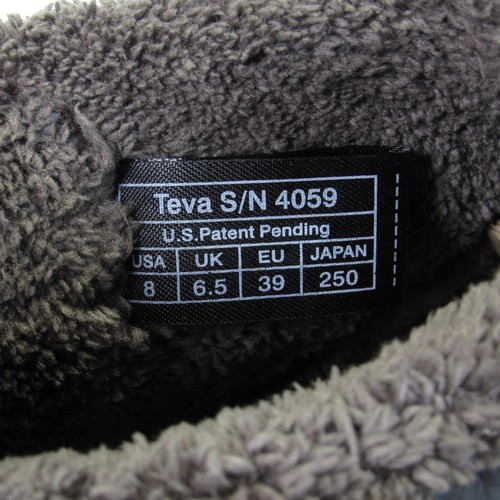 Teva S/N 4059
U.S.Patent Pending
USA UK EU JAPAN
8 6.5 39 250